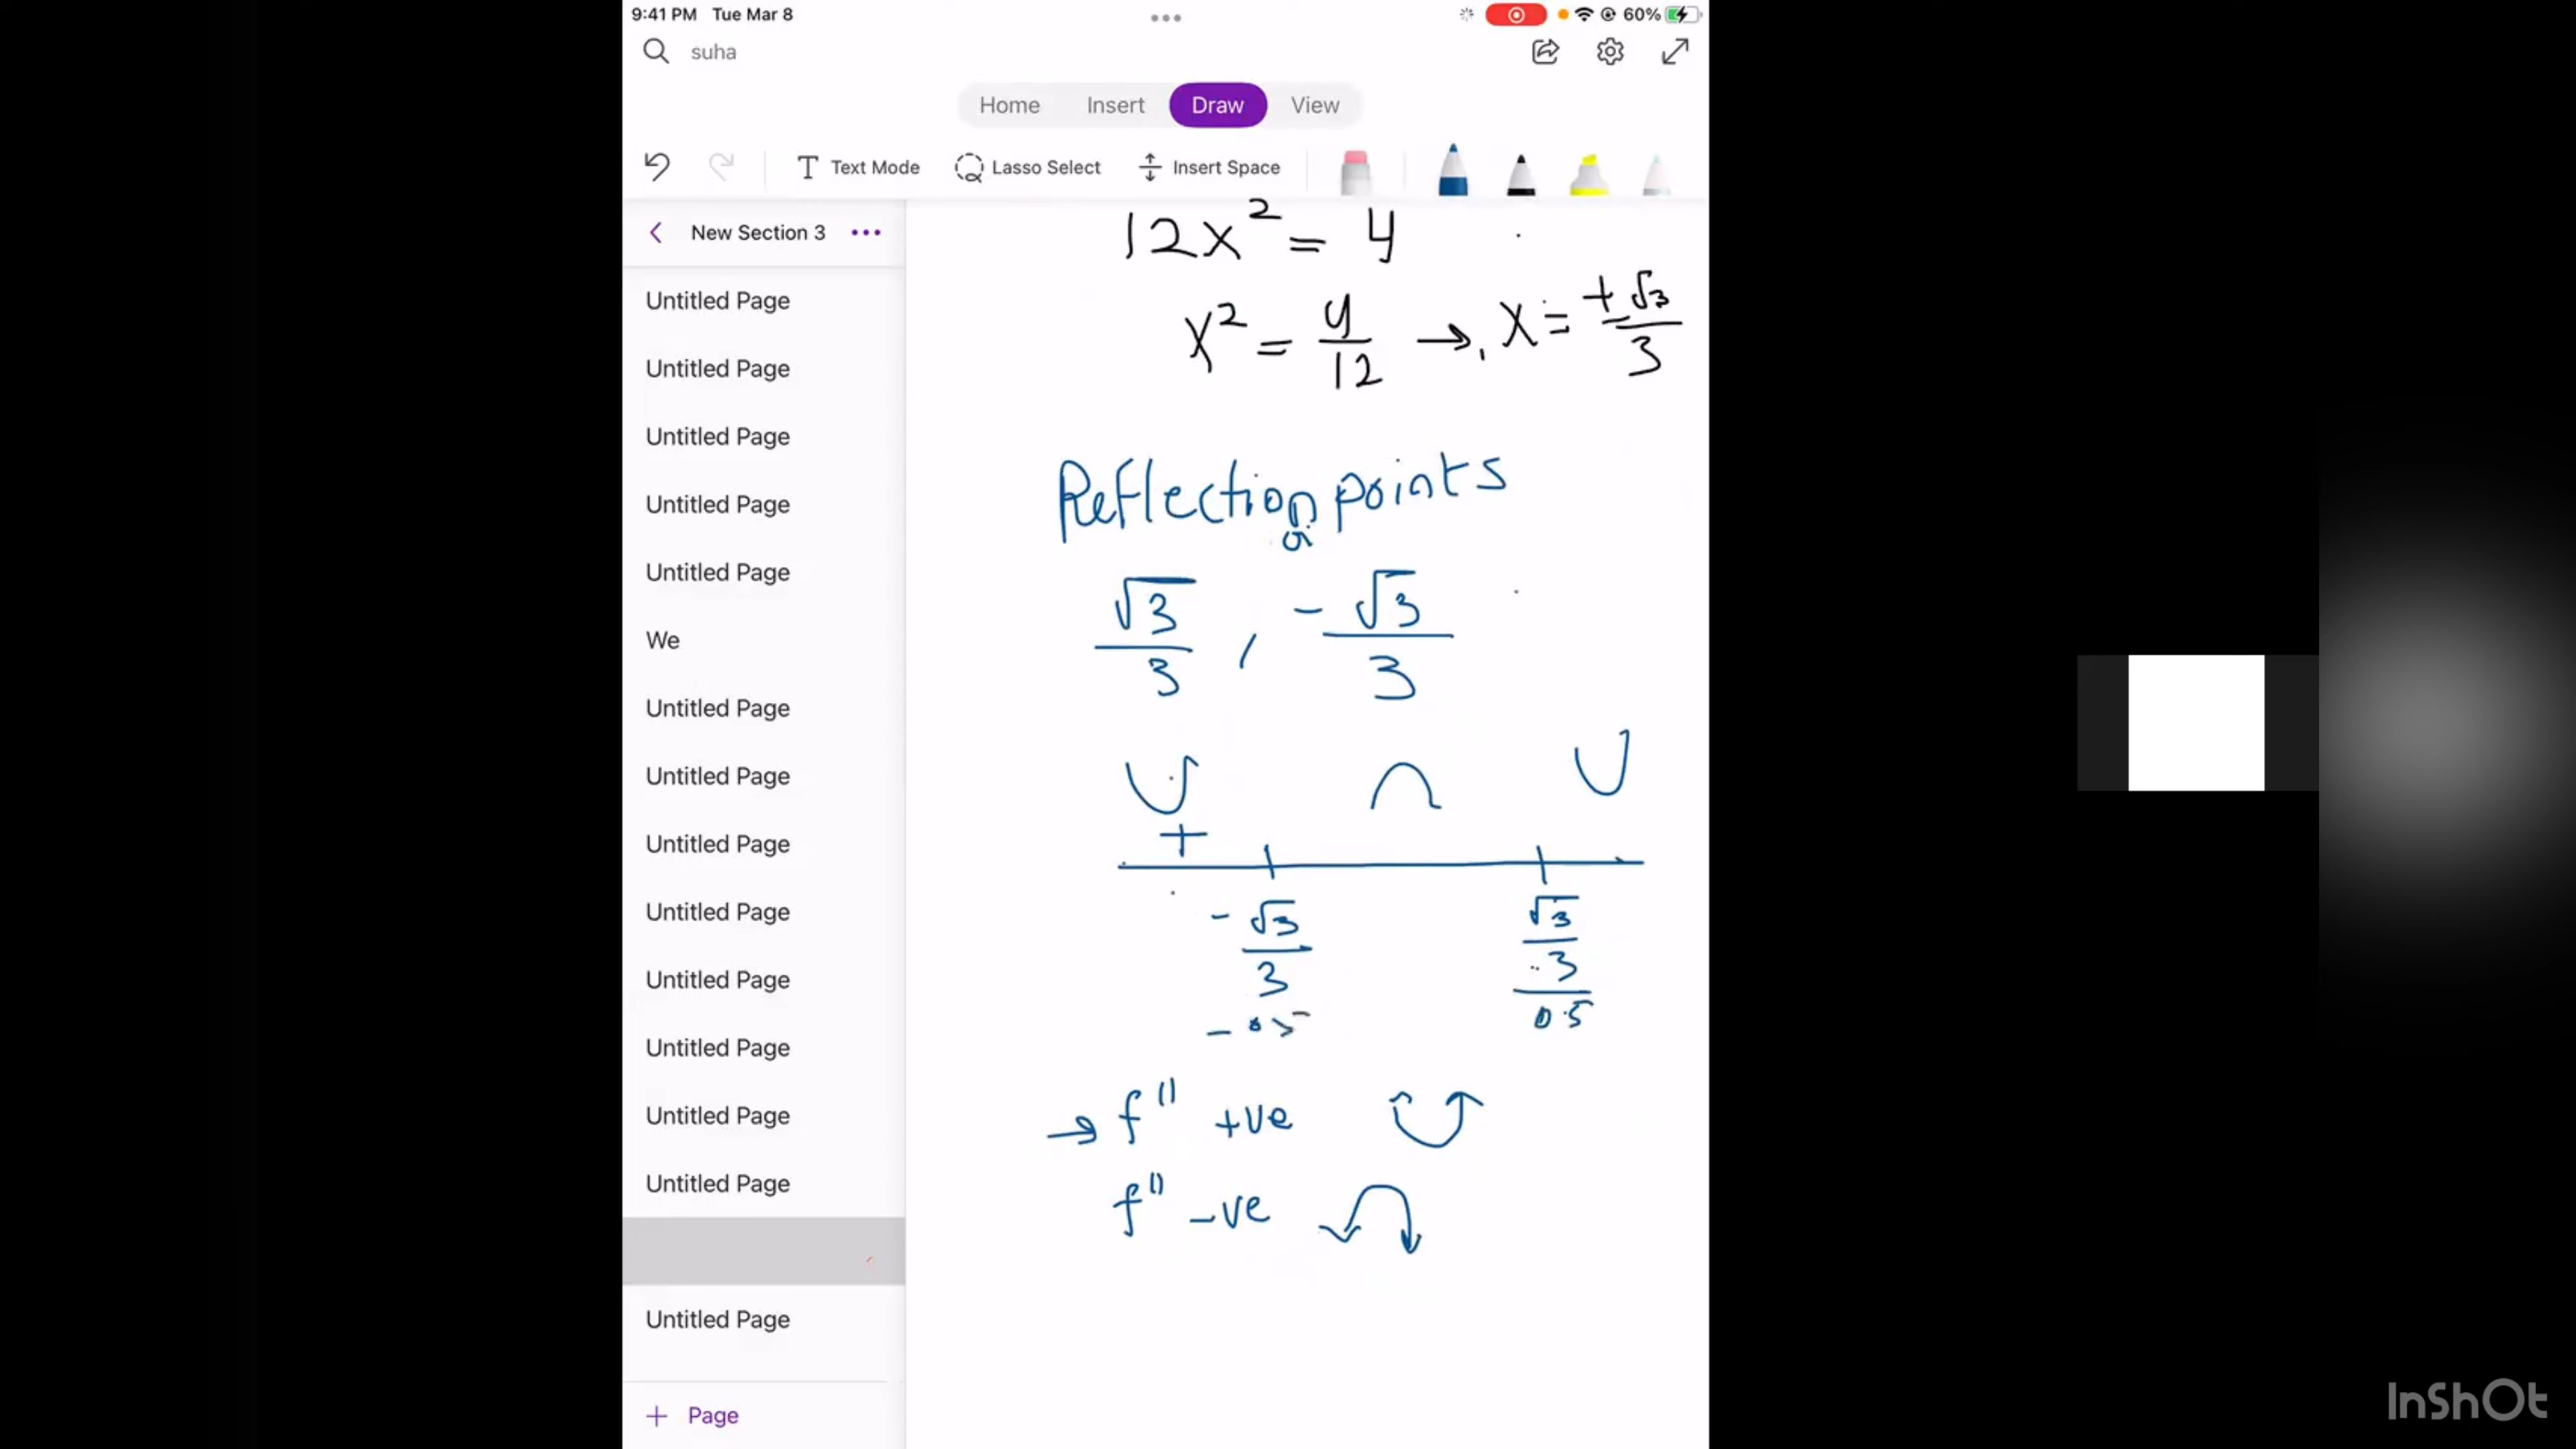 9:41 PM Tue Mar 8
60%
suha
Home Insert Draw View
Text Mode Lasso Select Insert Space
New Section 3
Untitled Page
Untitled Page
Untitled Page
Untitled Page
Untitled Page
We
Untitled Page
Untitled Page
Untitled Page
Untitled Page
Untitled Page
Untitled Page
Untitled Page
Untitled Page
Untitled Page
+ Page
12x² = 4
x² = 4/12 → x = ±√3/3
Reflection points
√3/3 , -√3/3
+
-√3/3 √3/3
-0.5 0.5
→ f'' +ve
f'' -ve
InShOt